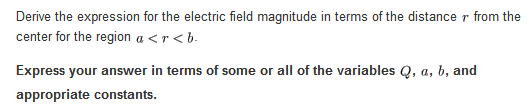 Derive the expression for the electric field magnitude in terms of the distance r from the
center for the region a < r < b.
Express your answer in terms of some or all of the variables Q, a, b, and
appropriate constants.